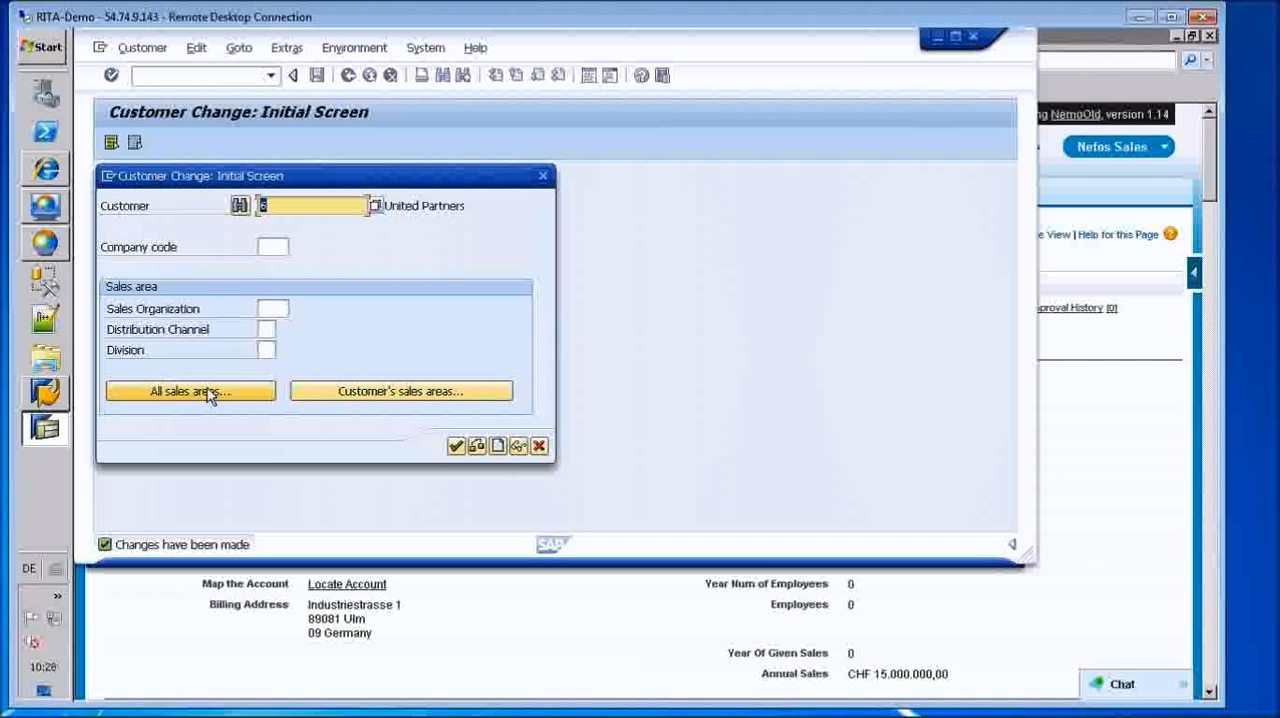 RITA-Demo - 54.74.9.143 - Remote Desktop Connection
Start
Customer Edit Goto Extras Environment System Help
Customer Change: Initial Screen
ng NemoOld, version 1.14
Nefos Sales
Customer Change: Initial Screen
Customer 6 United Partners
e View | Help for this Page
Company code
Sales area
Sales Organization
proval History [0]
Distribution Channel
Division
All sales areas... Customer's sales areas...
Changes have been made
SAP
DE
Map the Account Locate Account
Year Num of Employees 0
Billing Address Industriestrasse 1
89081 Ulm
09 Germany
Employees 0
Year Of Given Sales 0
Annual Sales CHF 15.000.000,00
10:28
Chat